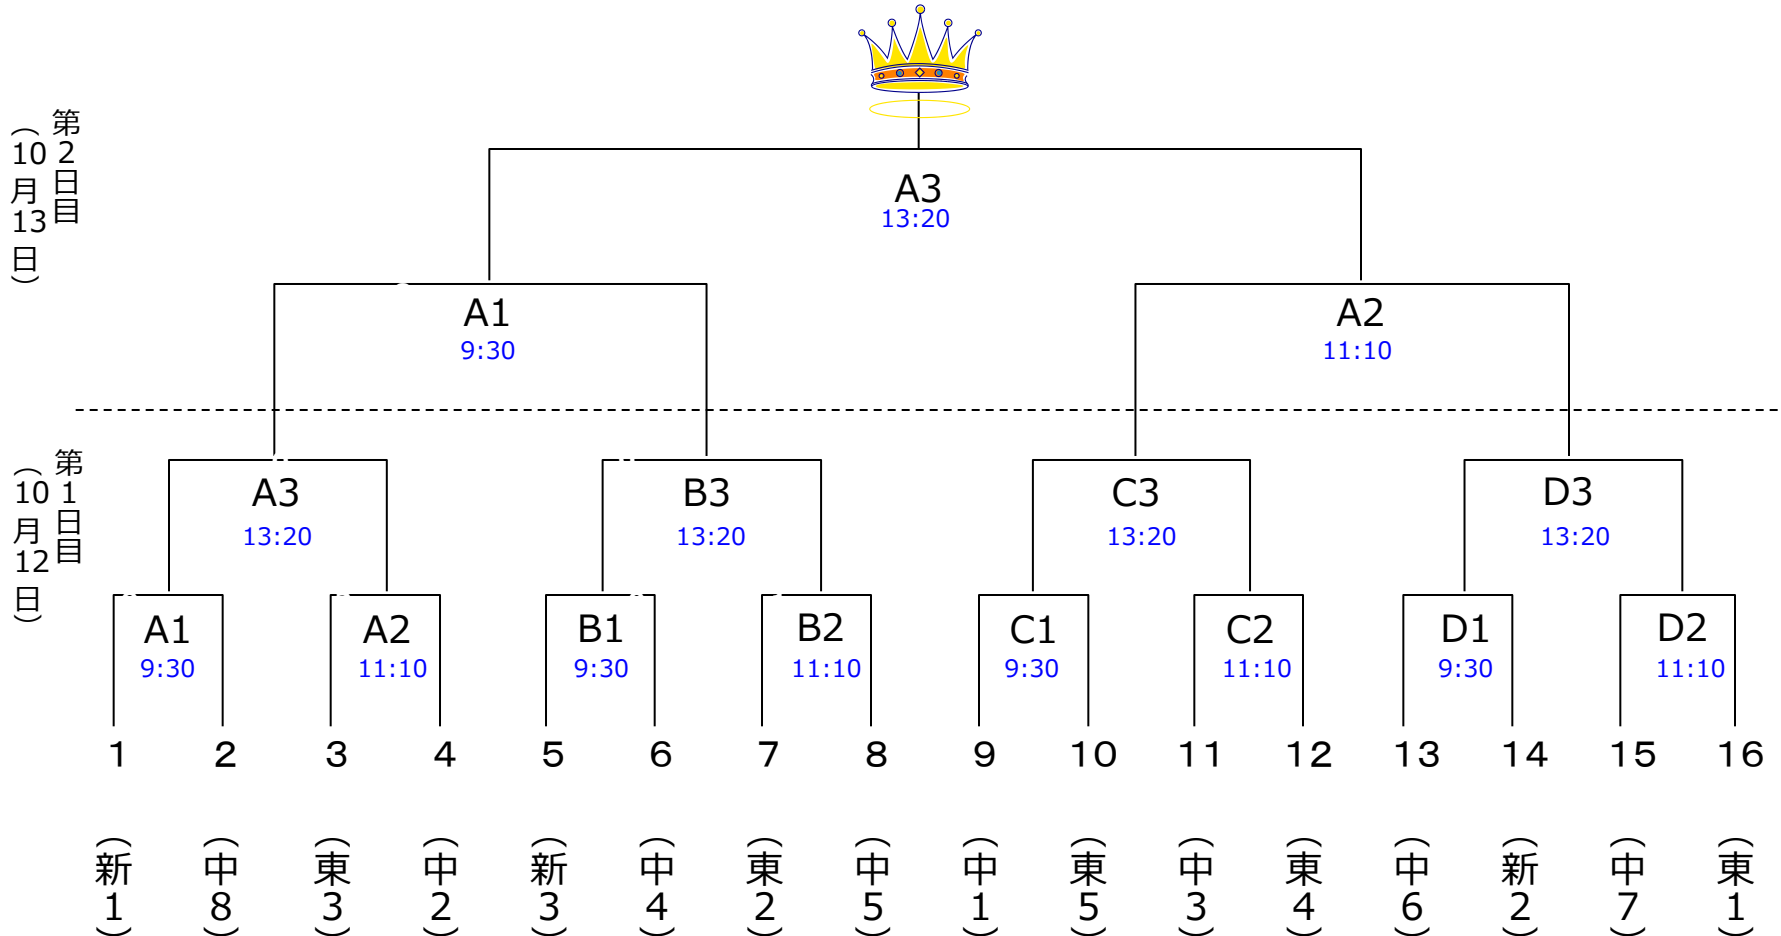 第2日目
(10月13日)
A3
13:20
A1
9:30
A2
11:10
第1日目
(10月12日)
A3
13:20
B3
13:20
C3
13:20
D3
13:20
A1
9:30
A2
11:10
B1
9:30
B2
11:10
C1
9:30
C2
11:10
D1
9:30
D2
11:10
1 2 3 4 5 6 7 8 9 10 11 12 13 14 15 16
(新1)
(中8)
(東3)
(中2)
(新3)
(中4)
(東2)
(中5)
(中1)
(東5)
(中3)
(東4)
(中6)
(新2)
(中7)
(東1)